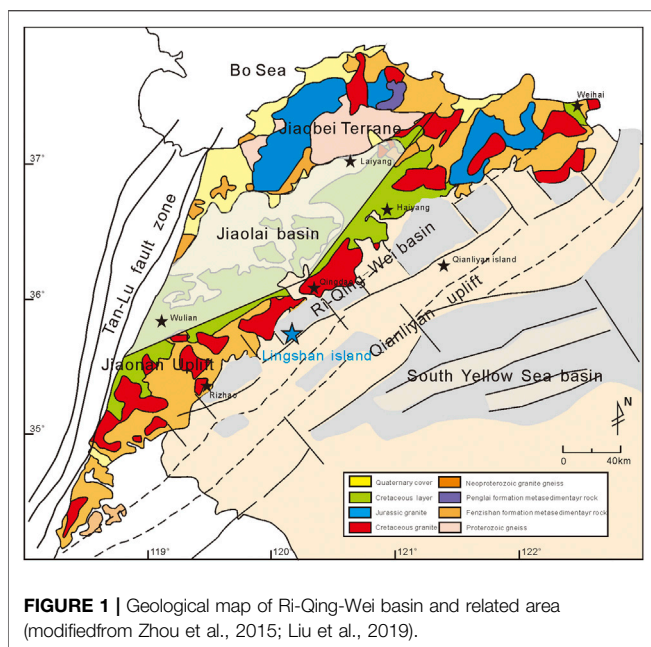 Bo Sea
Weihai
Jiaobei Terrane
Laiyang
37°
Tan-Lu fault zone
Haiyang
Jiaolai basin
Ri-Qing-Wei basin
Qianliyan island
Qingdao
36°
Wulian
Qianliyan uplift
Lingshan island
Jiaonan Uplift
South Yellow Sea basin
Rizhao
N
35°
0 40km
Quaternary cover
Cretaceous layer
Jurassic granite
Cretaceous granite
Neoproterozoic granite gneiss
Penglai formation metasedimentayr rock
Fenzishan formation metasedimentayr rock
Proterozoic gneiss
119° 120° 121° 122°
FIGURE 1 | Geological map of Ri-Qing-Wei basin and related area
(modifiedfrom Zhou et al., 2015; Liu et al., 2019).